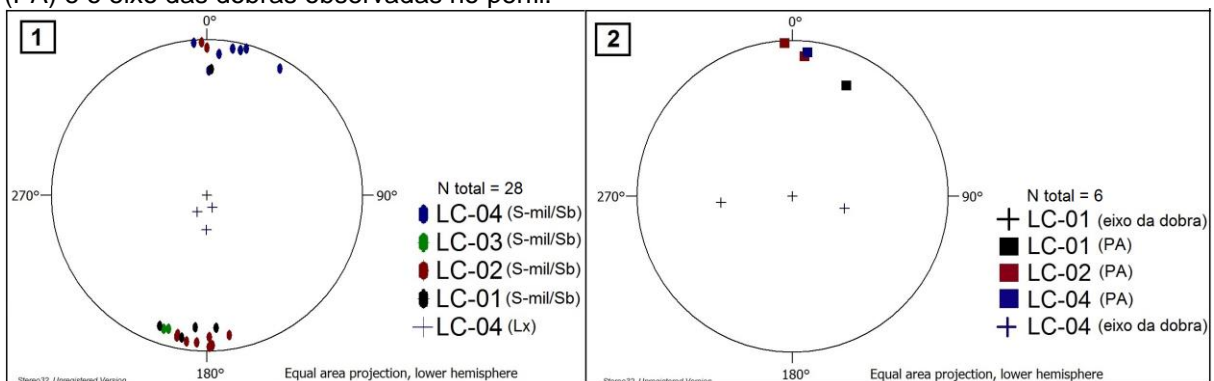 (PA) e o eixo das dobras observadas no perfil.
1
0°
270°
90°
180°
N total = 28
LC-04 (S-mil/Sb)
LC-03 (S-mil/Sb)
LC-02 (S-mil/Sb)
LC-01 (S-mil/Sb)
LC-04 (Lx)
Equal area projection, lower hemisphere
Stereo32, Unregistered Version
2
0°
270°
90°
180°
N total = 6
LC-01 (eixo da dobra)
LC-01 (PA)
LC-02 (PA)
LC-04 (PA)
LC-04 (eixo da dobra)
Equal area projection, lower hemisphere
Stereo32, Unregistered Version